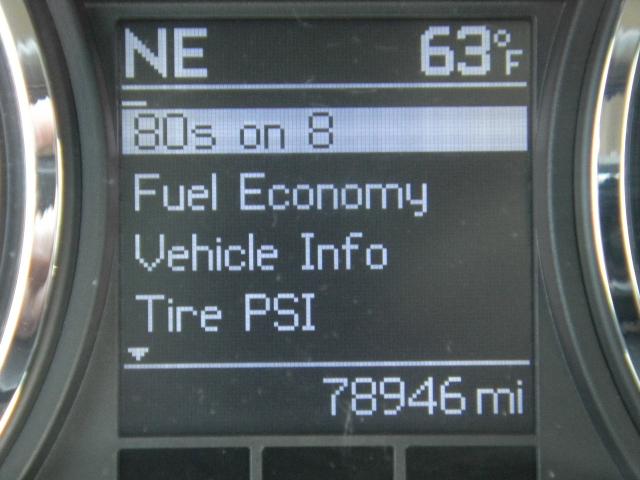 NE 63°F
80s on 8
Fuel Economy
Vehicle Info
Tire PSI
78946 mi